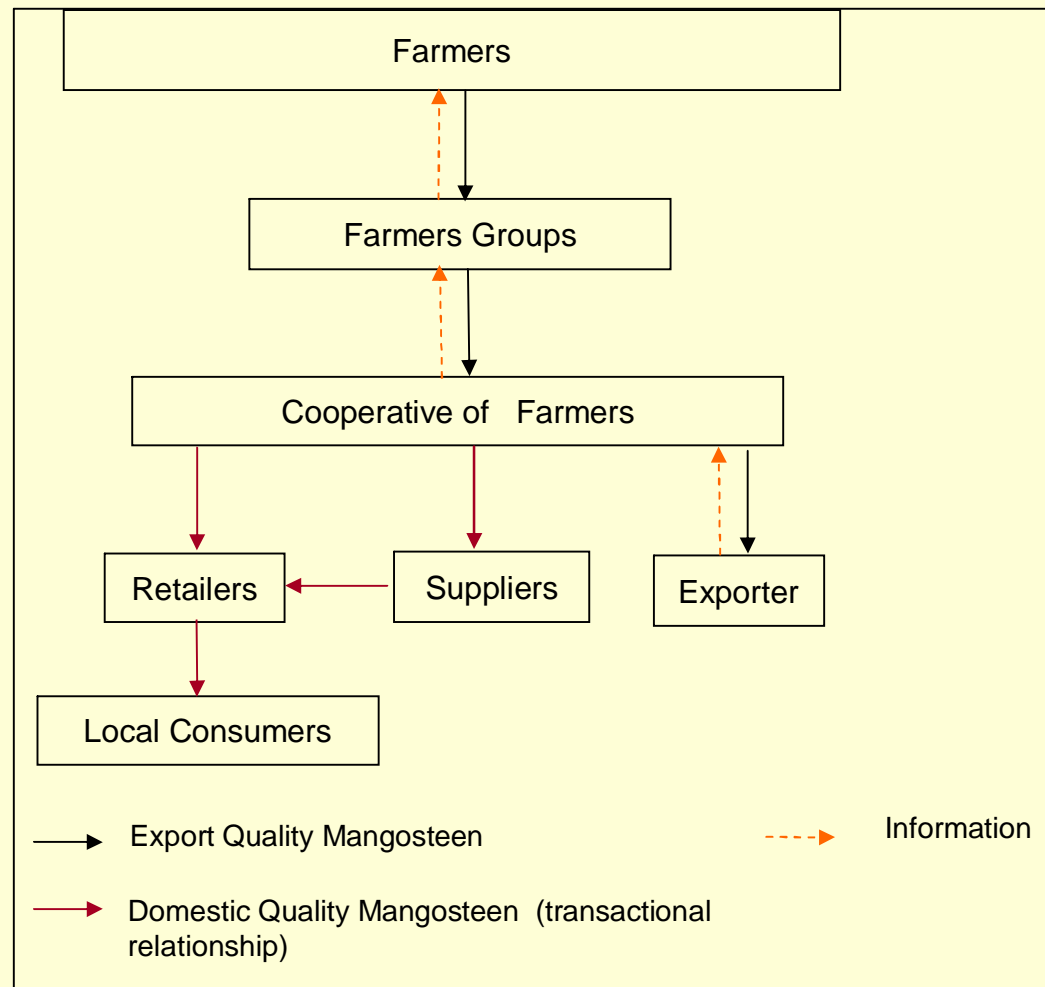 Farmers
Farmers Groups
Cooperative of Farmers
Retailers
Suppliers
Exporter
Local Consumers
Export Quality Mangosteen
Information
Domestic Quality Mangosteen (transactional
relationship)